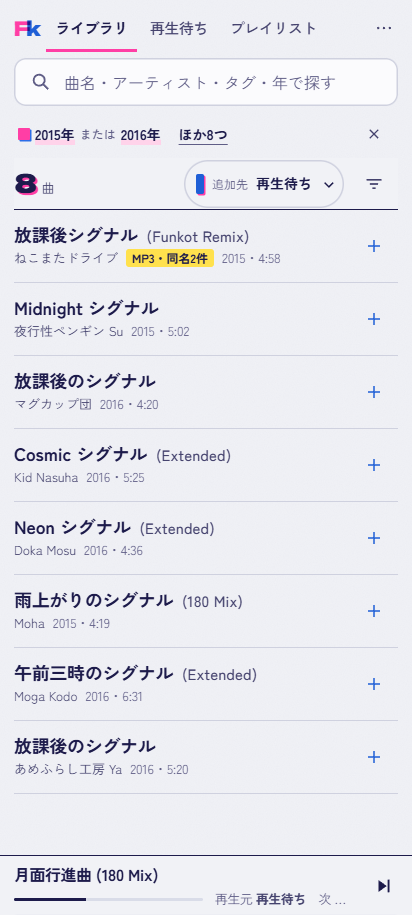 Fk ライブラリ 再生待ち プレイリスト …
曲名・アーティスト・タグ・年で探す
2015年 または 2016年 ほか8つ ×
8 曲 追加先 再生待ち
放課後シグナル (Funkot Remix)
ねこまたドライブ MP3・同名2件 2015・4:58
Midnight シグナル
夜行性ペンギン Su 2015・5:02
放課後のシグナル
マグカップ団 2016・4:20
Cosmic シグナル (Extended)
Kid Nasuha 2016・5:25
Neon シグナル (Extended)
Doka Mosu 2016・4:36
雨上がりのシグナル (180 Mix)
Moha 2015・4:19
午前三時のシグナル (Extended)
Moga Kodo 2016・6:31
放課後のシグナル
あめふらし工房 Ya 2016・5:20
月面行進曲 (180 Mix)
再生元 再生待ち 次 …